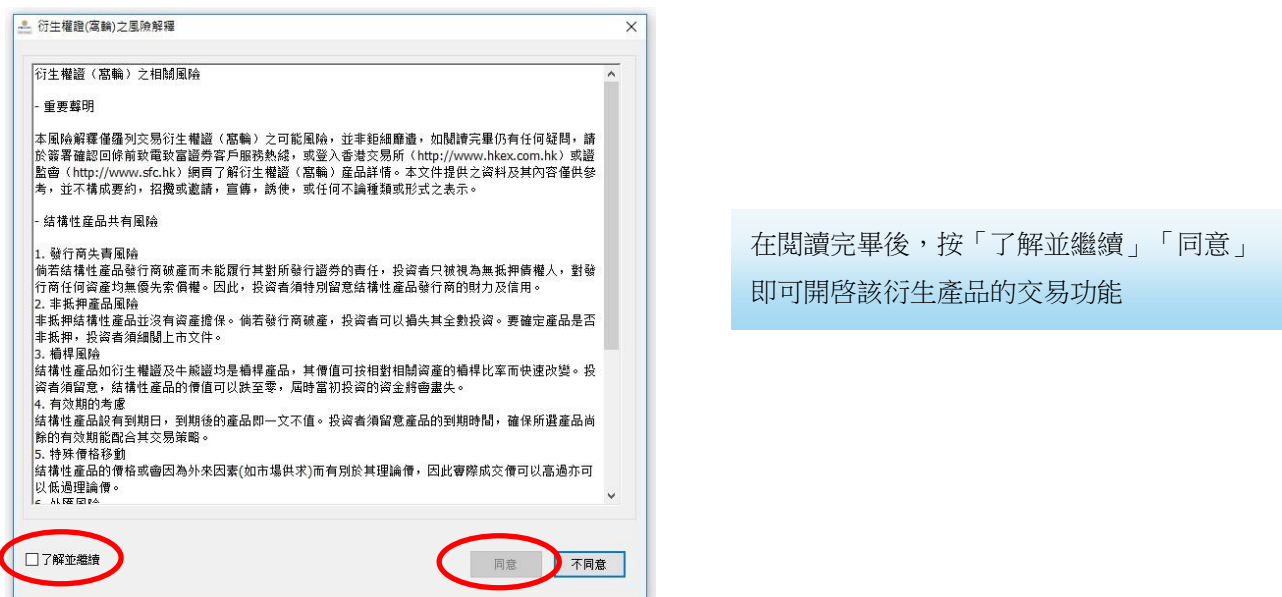 衍生權證(窩輪)之風險解釋
衍生權證（窩輪）之相關風險
- 重要聲明
本風險解釋僅羅列交易衍生權證（窩輪）之可能風險，並非鉅細靡遺，如閱讀完畢仍有任何疑問，請
於簽署確認回條前致電致富證券客戶服務熱綫，或登入香港交易所（http://www.hkex.com.hk）或證
監會（http://www.sfc.hk）網頁了解衍生權證（窩輪）産品詳情。本文件提供之資料及其內容僅供參
考，並不構成要約，招攬或邀請，宣傳，誘使，或任何不論種類或形式之表示。
- 結構性產品共有風險
1. 發行商失責風險
倘若結構性產品發行商破產而未能履行其對所發行證券的責任，投資者只被視為無抵押債權人，對發
行商任何資產均無優先索償權。因此，投資者須特別留意結構性產品發行商的財力及信用。
2. 非抵押產品風險
非抵押結構性產品並沒有資產擔保。倘若發行商破產，投資者可以損失其全數投資。要確定產品是否
非抵押，投資者須細閱上市文件。
3. 槓桿風險
結構性產品如衍生權證及牛熊證均是槓桿產品，其價值可按相對相關資產的槓桿比率而快速改變。投
資者須留意，結構性產品的價值可以跌至零，屆時當初投資的資金將會盡失。
4. 有效期的考慮
結構性產品設有到期日，到期後的產品即一文不值。投資者須留意產品的到期時間，確保所選產品尚
餘的有效期能配合其交易策略。
5. 特殊價格移動
結構性產品的價格或會因為外來因素(如市場供求)而有別於其理論價，因此實際成交價可以高過亦可
以低過理論價。
6. 外匯風險
了解並繼續
同意
不同意
在閱讀完畢後，按「了解並繼續」「同意」
即可開啓該衍生產品的交易功能